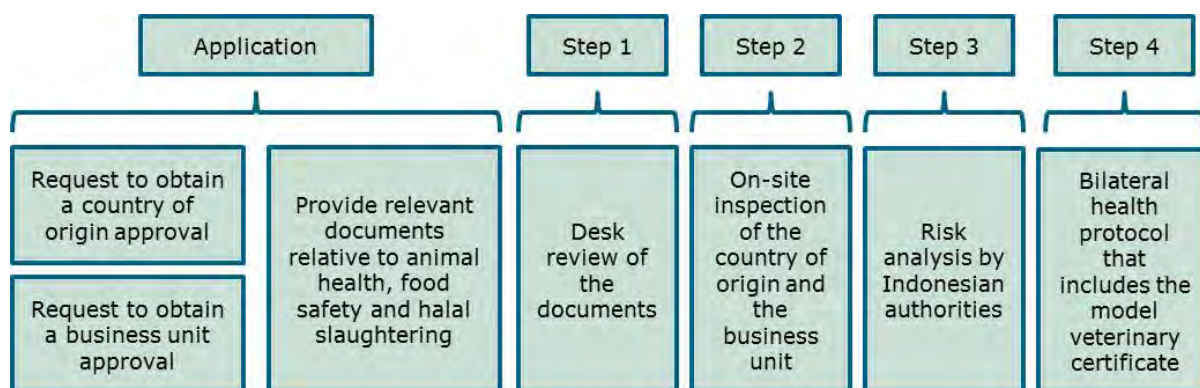 Application
Step 1
Step 2
Step 3
Step 4
Request to obtain
a country of
origin approval
Request to obtain
a business unit
approval
Provide relevant
documents
relative to animal
health, food
safety and halal
slaughtering
Desk
review of
the
documents
On-site
inspection
of the
country of
origin and
the
business
unit
Risk
analysis by
Indonesian
authorities
Bilateral
health
protocol
that
includes the
model
veterinary
certificate